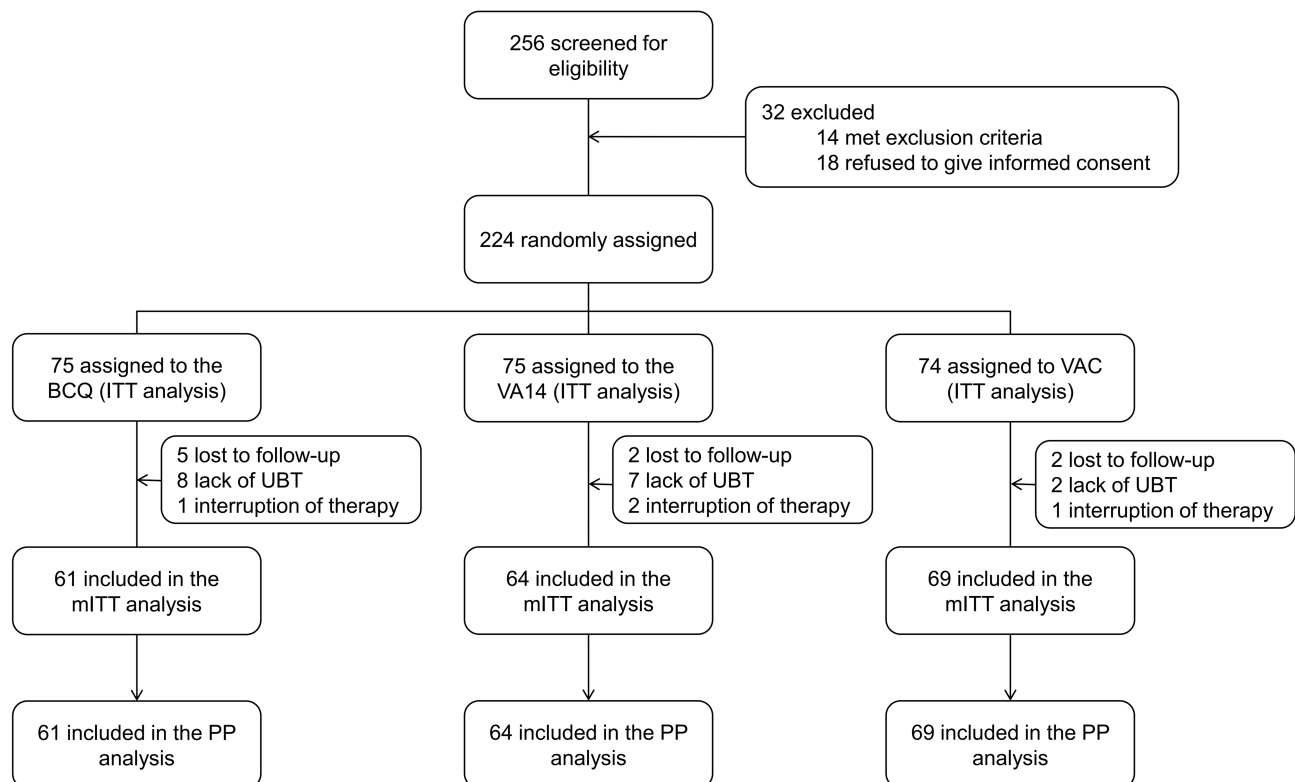 256 screened for
eligibility
32 excluded
14 met exclusion criteria
18 refused to give informed consent
224 randomly assigned
75 assigned to the
BCQ (ITT analysis)
75 assigned to the
VA14 (ITT analysis)
74 assigned to VAC
(ITT analysis)
5 lost to follow-up
8 lack of UBT
1 interruption of therapy
2 lost to follow-up
7 lack of UBT
2 interruption of therapy
2 lost to follow-up
2 lack of UBT
1 interruption of therapy
61 included in the
mITT analysis
64 included in the
mITT analysis
69 included in the
mITT analysis
61 included in the PP
analysis
64 included in the PP
analysis
69 included in the PP
analysis